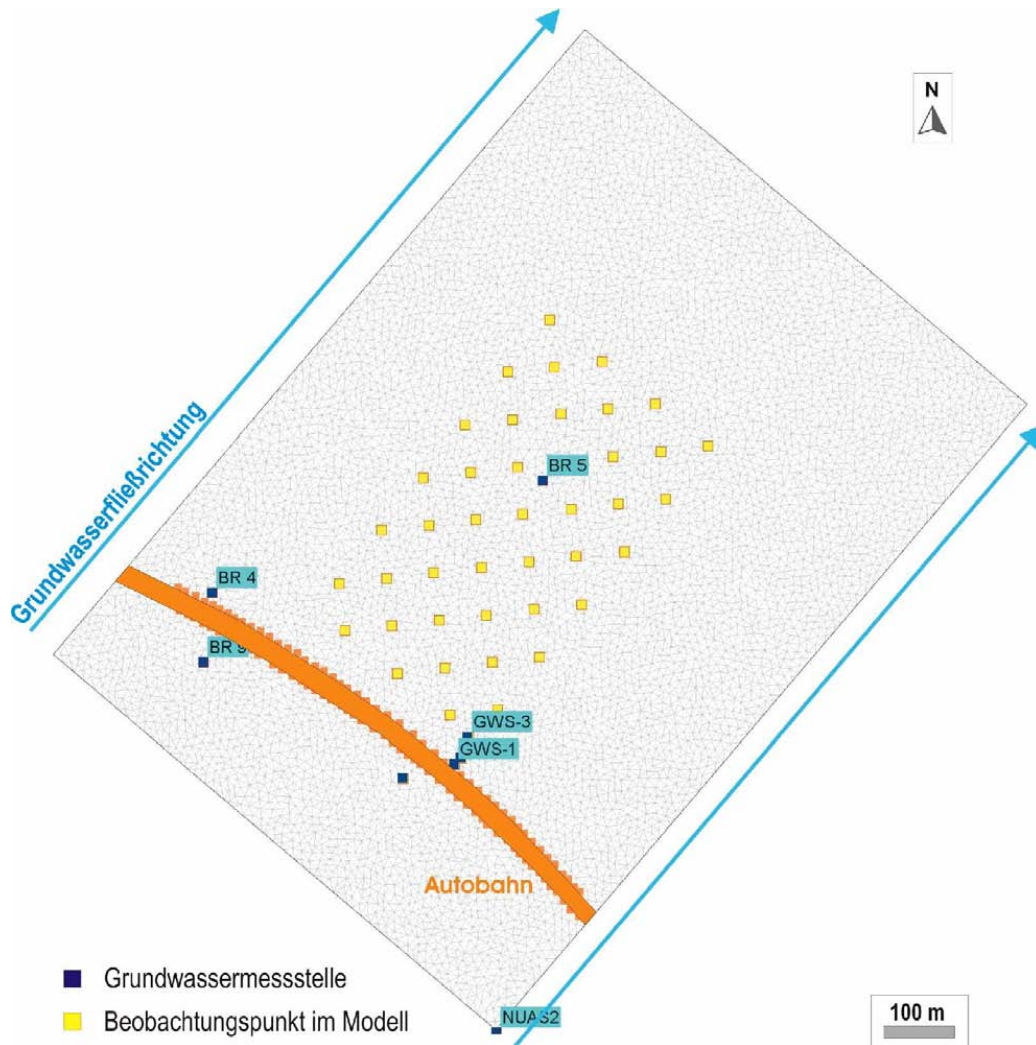 N
Grundwasserfließrichtung
BR 5
BR 4
BR 9
GWS-3
GWS-1
Autobahn
Grundwassermessstelle
Beobachtungspunkt im Modell
NUAS2
100 m